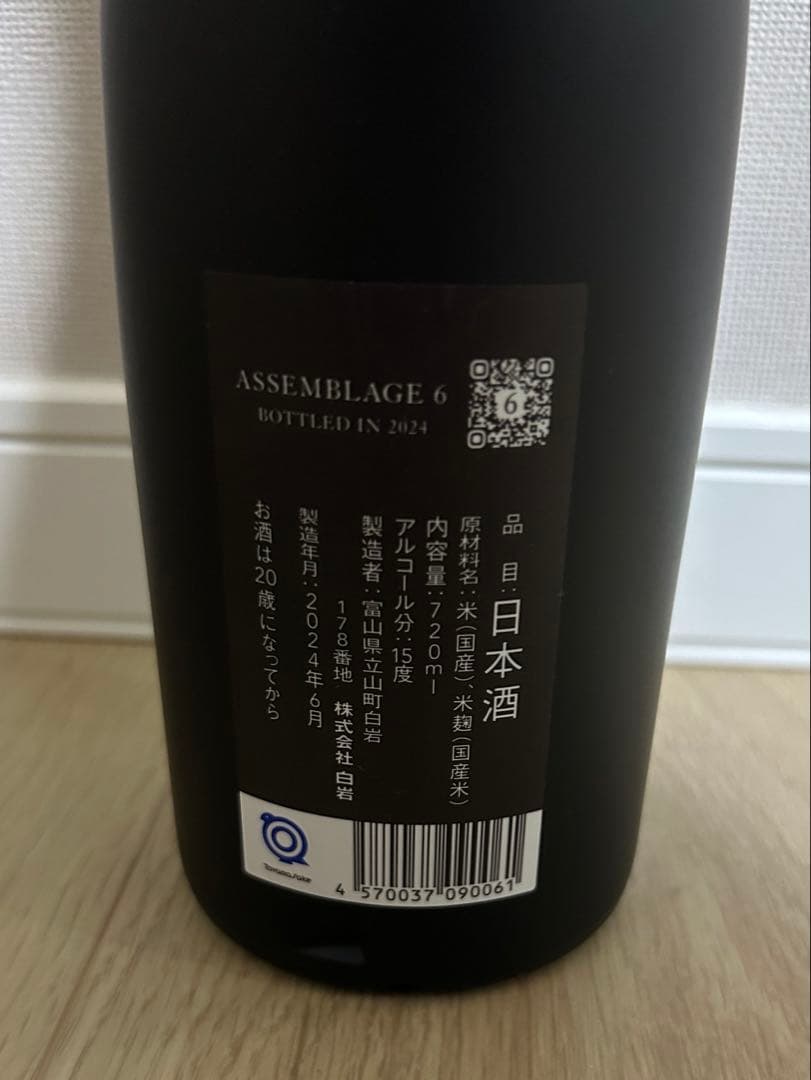 ASSEMBLAGE 6
BOTTLED IN 2024
6
品目:日本酒
原材料名:米(国産)、米麹(国産米)
内容量:720ml
アルコール分:15度
製造者:富山県立山町白岩
178番地 株式会社白岩
製造年月:2024年6月
お酒は20歳になってから
Toyama Sake
4 570037 090061